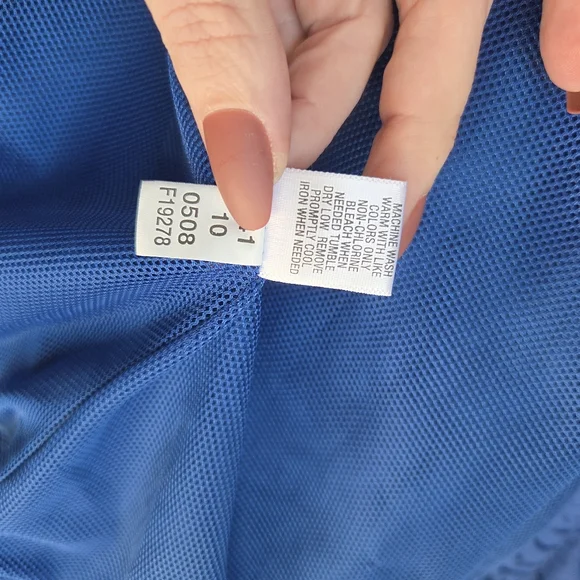 41
10
0508
F19278
MACHINE WASH
WARM WITH LIKE
COLORS ONLY
NON-CHLORINE
BLEACH WHEN
NEEDED TUMBLE
DRY LOW REMOVE
PROMPTLY COOL
IRON WHEN NEEDED